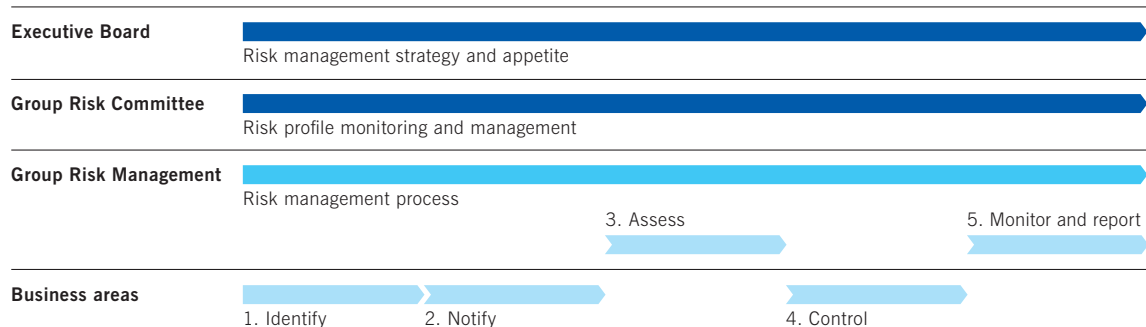 Executive Board
Risk management strategy and appetite
Group Risk Committee
Risk profile monitoring and management
Group Risk Management
Risk management process
3. Assess
5. Monitor and report
Business areas
1. Identify
2. Notify
4. Control